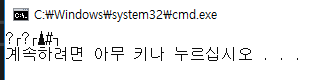 C:\Windows\system32\cmd.exe
?┌?┌▲#┐
계속하려면 아무 키나 누르십시오 . . .